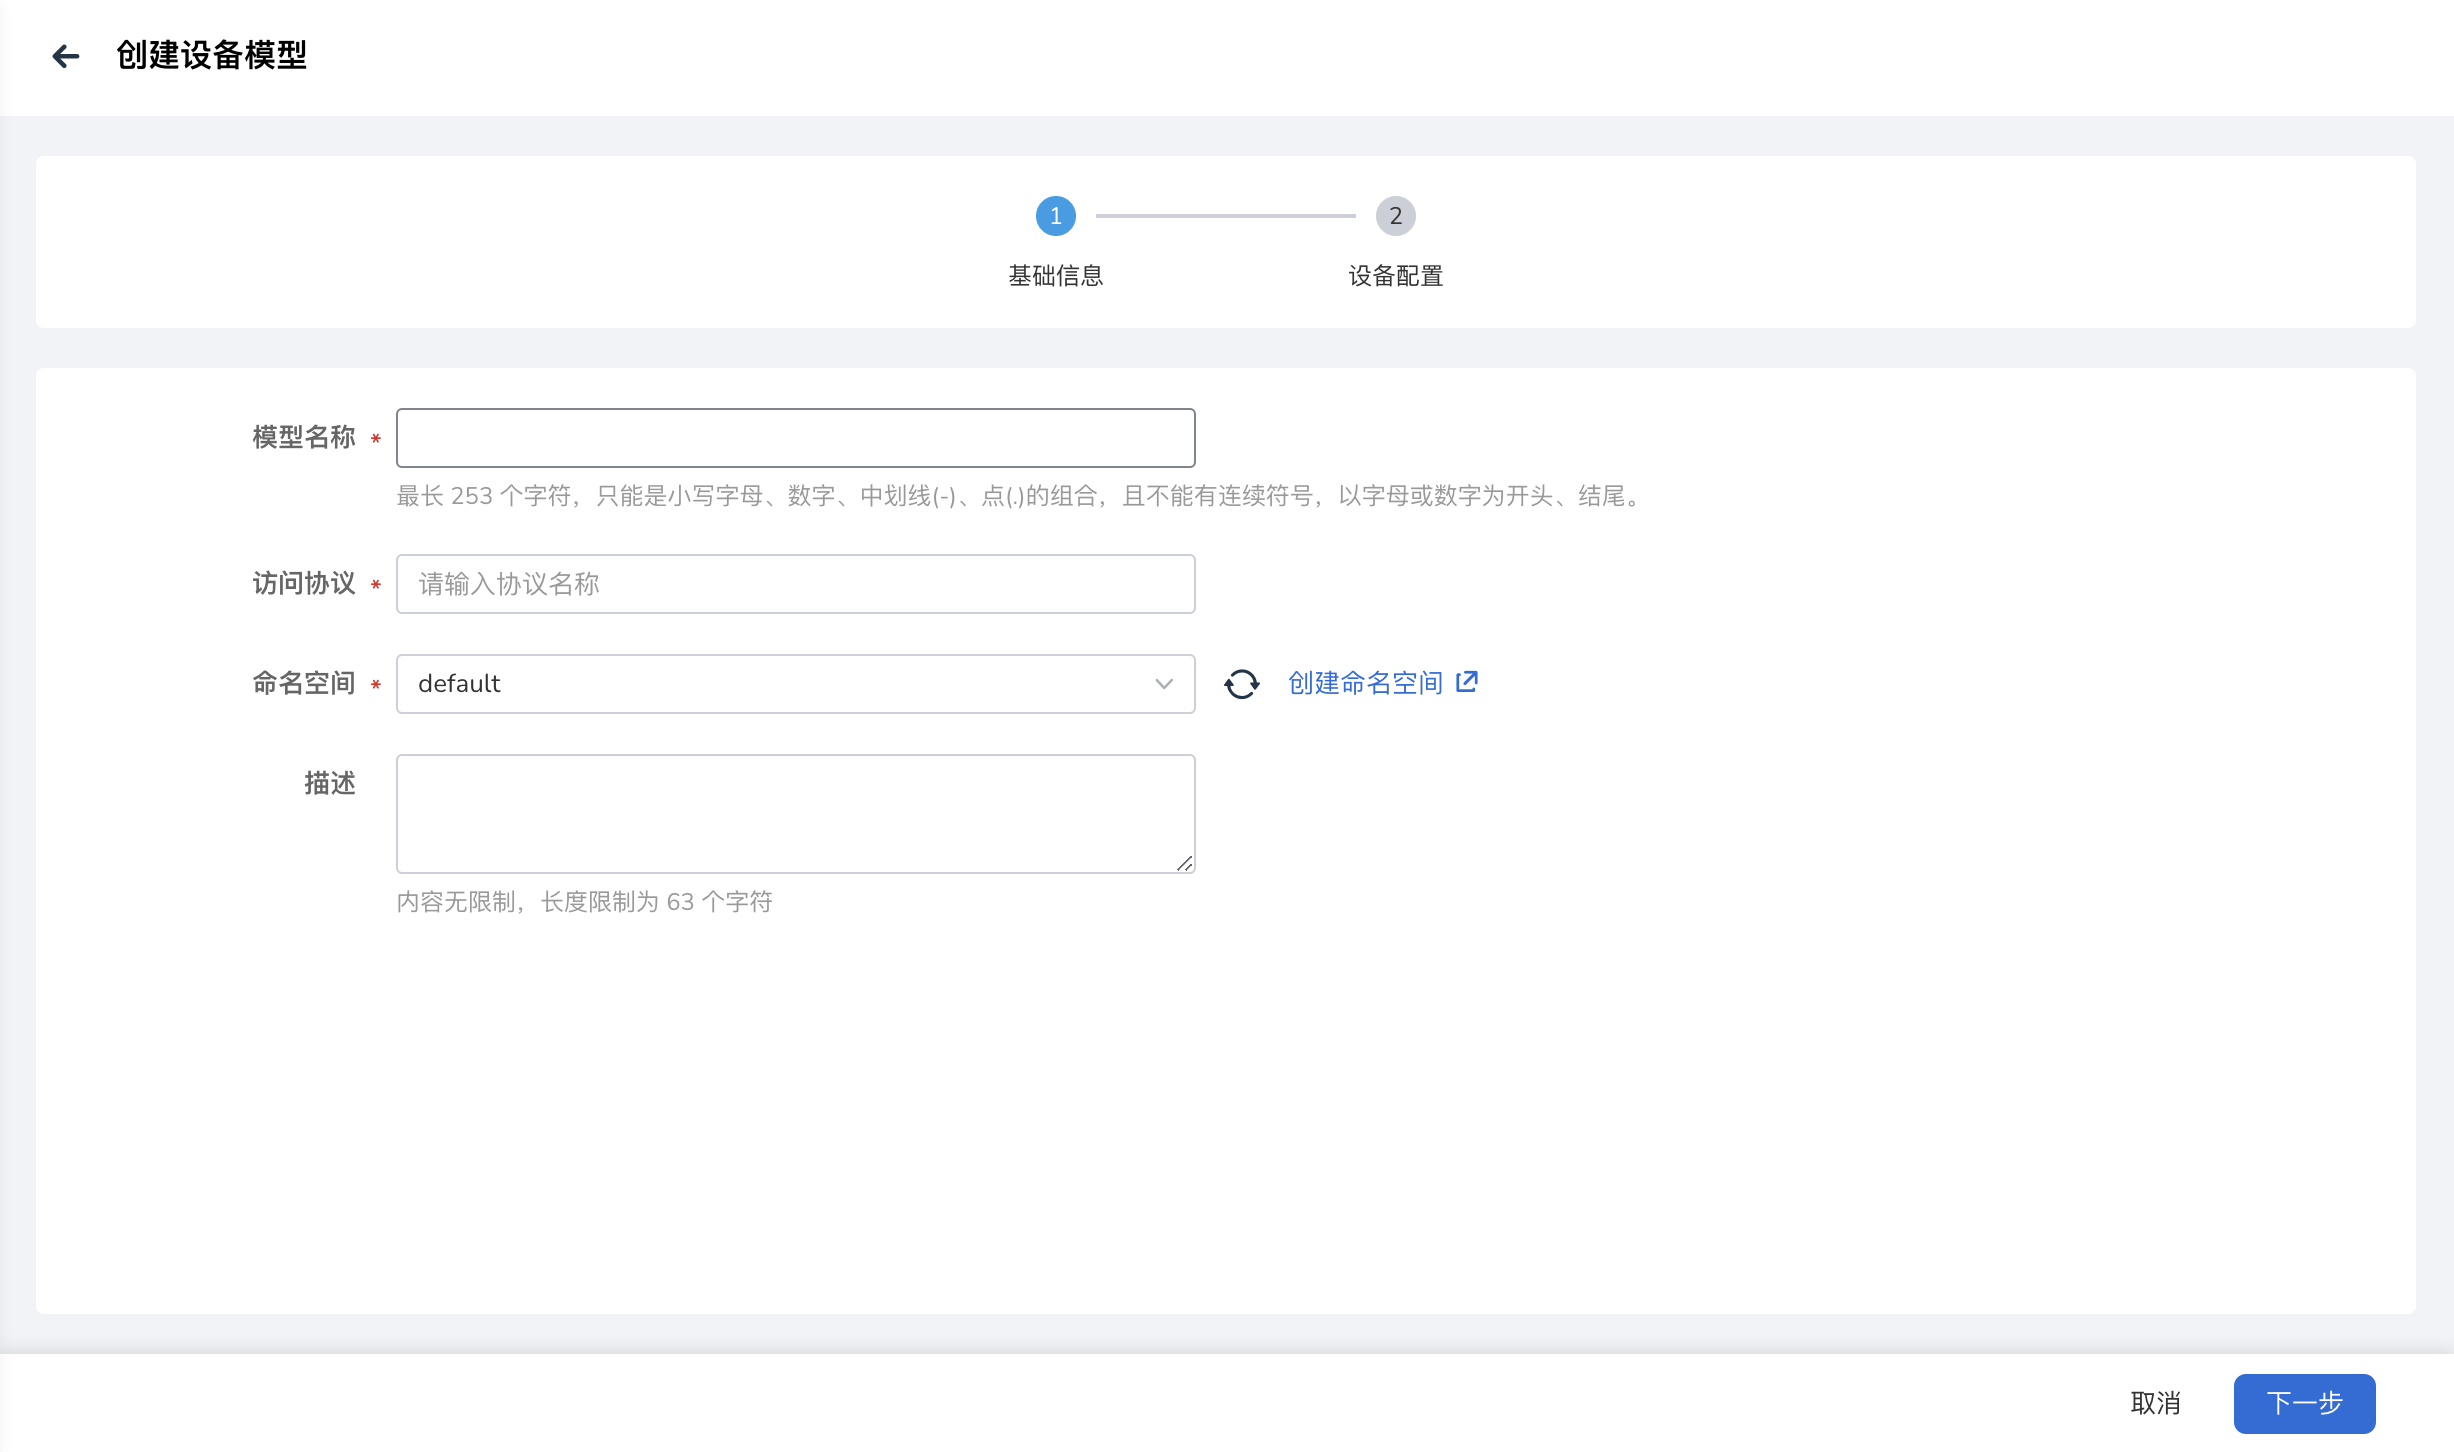 创建设备模型
1
2
基础信息
设备配置
模型名称 *
最长 253 个字符，只能是小写字母、数字、中划线(-)、点(.)的组合，且不能有连续符号，以字母或数字为开头、结尾。
访问协议 * 请输入协议名称
命名空间 * default 创建命名空间
描述
内容无限制，长度限制为 63 个字符
取消 下一步